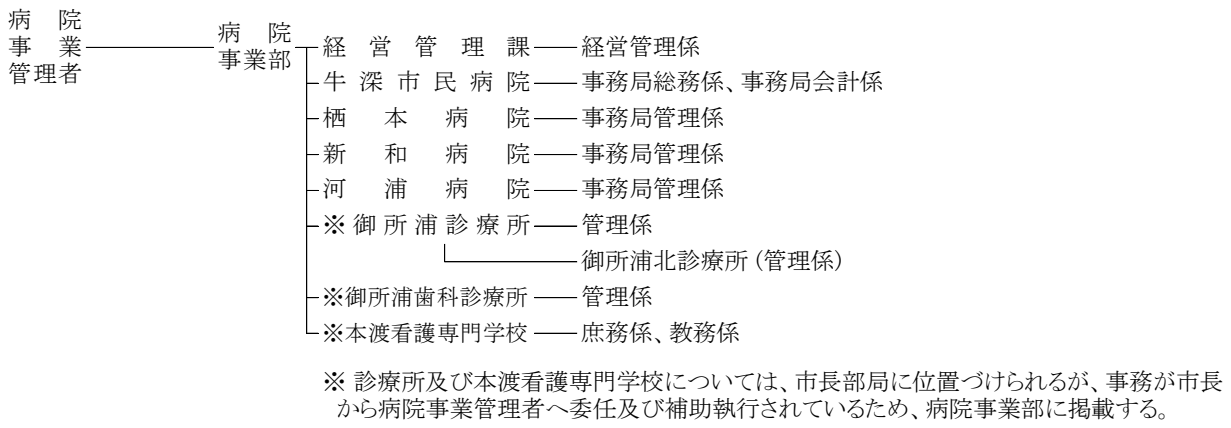 病院
事業
管理者
病院
事業部
経営管理課 経営管理係
牛深市民病院 事務局総務係、事務局会計係
栖本病院 事務局管理係
新和病院 事務局管理係
河浦病院 事務局管理係
※御所浦診療所 管理係
御所浦北診療所(管理係)
※御所浦歯科診療所 管理係
※本渡看護専門学校 庶務係、教務係
※ 診療所及び本渡看護専門学校については、市長部局に位置づけられるが、事務が市長
から病院事業管理者へ委任及び補助執行されているため、病院事業部に掲載する。